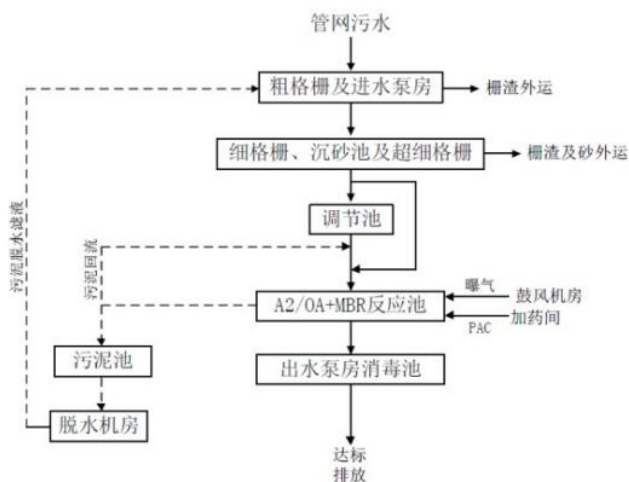 管网污水
粗格栅及进水泵房
栅渣外运
细格栅、沉砂池及超细格栅
栅渣及砂外运
调节池
污泥脱水滤液
污泥回流
A2/OA+MBR反应池
曝气
鼓风机房
PAC
加药间
污泥池
出水泵房消毒池
脱水机房
达标
排放